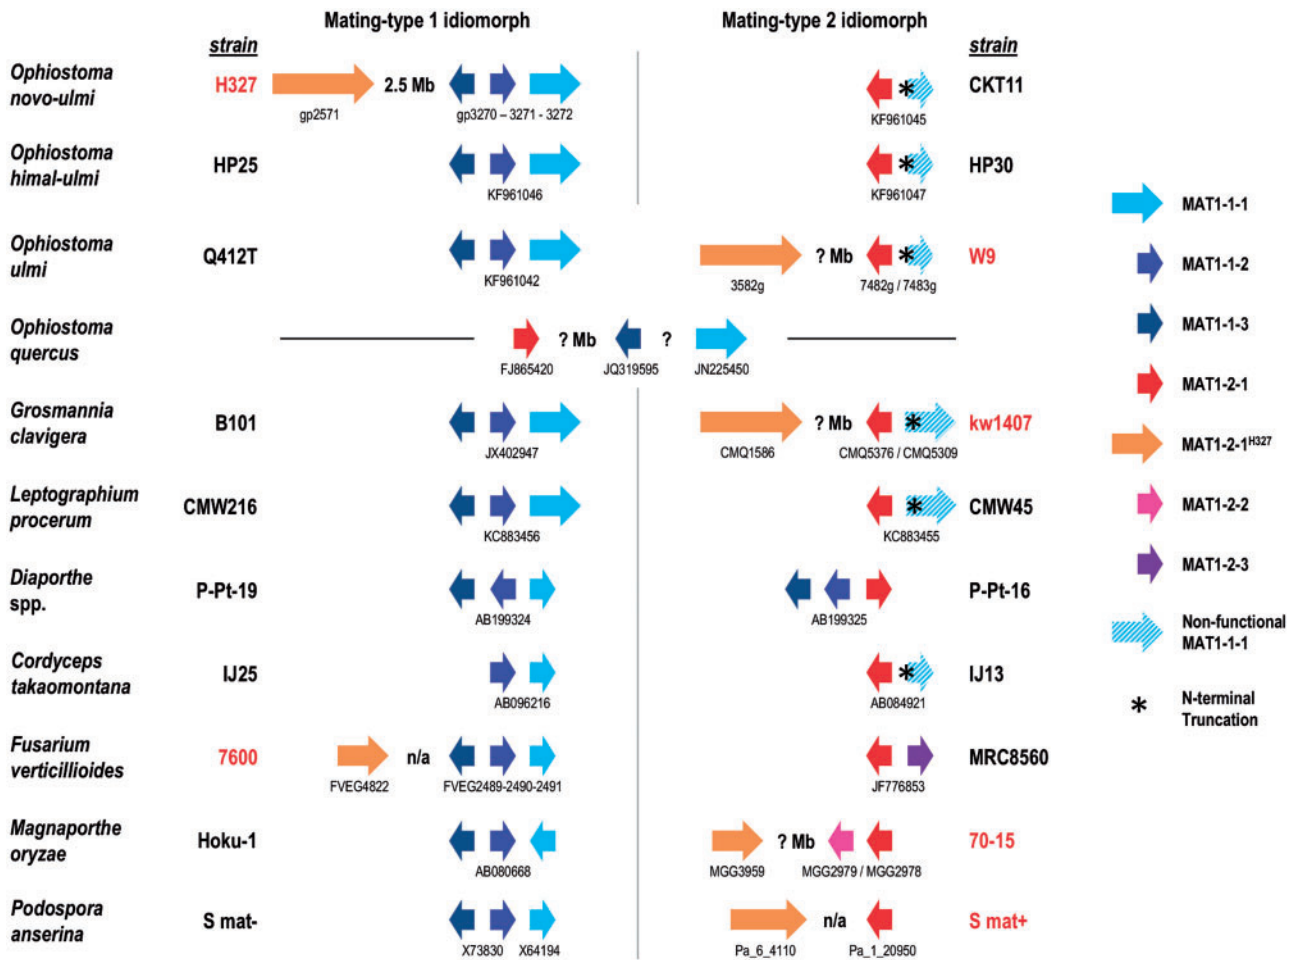 Mating-type 1 idiomorph
Mating-type 2 idiomorph
strain
strain
Ophiostoma
novo-ulmi
H327
2.5 Mb
gp2571
gp3270 – 3271 - 3272
*
KF961045
CKT11
Ophiostoma
himal-ulmi
HP25
KF961046
*
KF961047
HP30
Ophiostoma
ulmi
Q412T
KF961042
? Mb
*
3582g
7482g / 7483g
W9
Ophiostoma
quercus
? Mb
?
FJ865420
JQ319595
JN225450
Grosmannia
clavigera
B101
JX402947
? Mb
*
CMQ1586
CMQ5376 / CMQ5309
kw1407
Leptographium
procerum
CMW216
KC883456
*
KC883455
CMW45
Diaporthe
spp.
P-Pt-19
AB199324
AB199325
P-Pt-16
Cordyceps
takaomontana
IJ25
AB096216
*
AB084921
IJ13
Fusarium
verticillioides
7600
n/a
FVEG4822
FVEG2489-2490-2491
JF776853
MRC8560
Magnaporthe
oryzae
Hoku-1
AB080668
? Mb
MGG3959
MGG2979 / MGG2978
70-15
Podospora
anserina
S mat-
X73830
X64194
n/a
Pa_6_4110
Pa_1_20950
S mat+
MAT1-1-1
MAT1-1-2
MAT1-1-3
MAT1-2-1
MAT1-2-1H327
MAT1-2-2
MAT1-2-3
Non-functional
MAT1-1-1
* N-terminal
Truncation